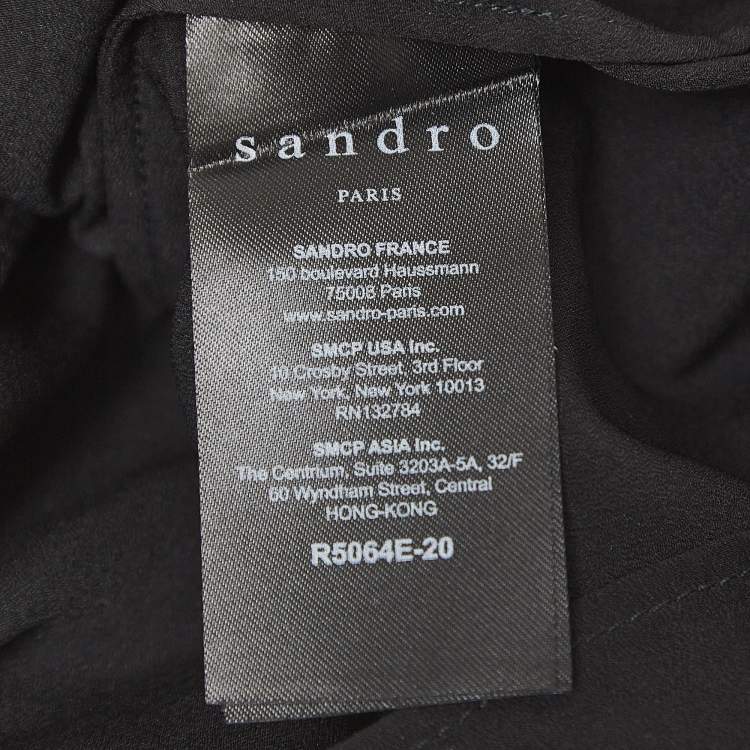 sandro
PARIS
SANDRO FRANCE
150 boulevard Haussmann
75008 Paris
www.sandro-paris.com
SMCP USA Inc.
10 Crosby Street, 3rd Floor
New York, New York 10013
RN132784
SMCP ASIA Inc.
The Centrium, Suite 3203A-5A, 32/F
60 Wyndham Street, Central
HONG-KONG
R5064E-20